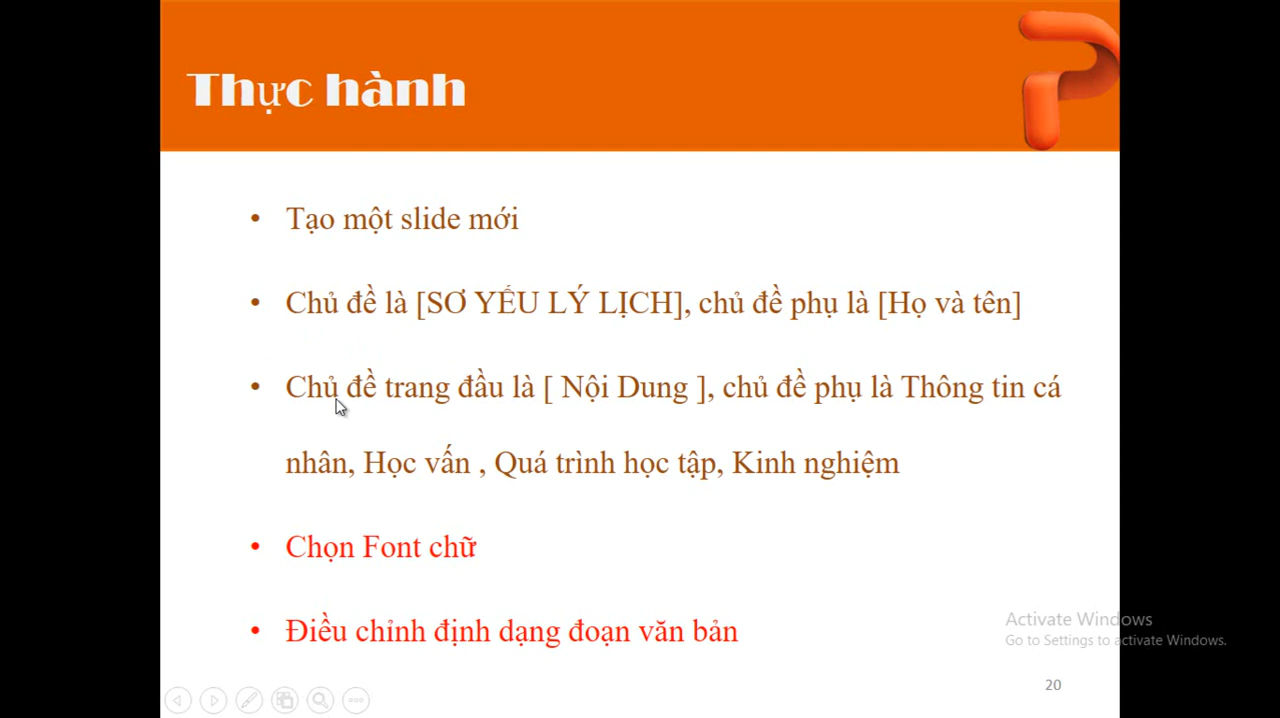 Thực hành
• Tạo một slide mới
• Chủ đề là [SƠ YẾU LÝ LỊCH], chủ đề phụ là [Họ và tên]
• Chủ đề trang đầu là [ Nội Dung ], chủ đề phụ là Thông tin cá
nhân, Học vấn , Quá trình học tập, Kinh nghiệm
• Chọn Font chữ
• Điều chỉnh định dạng đoạn văn bản
Activate Windows
Go to Settings to activate Windows.
20